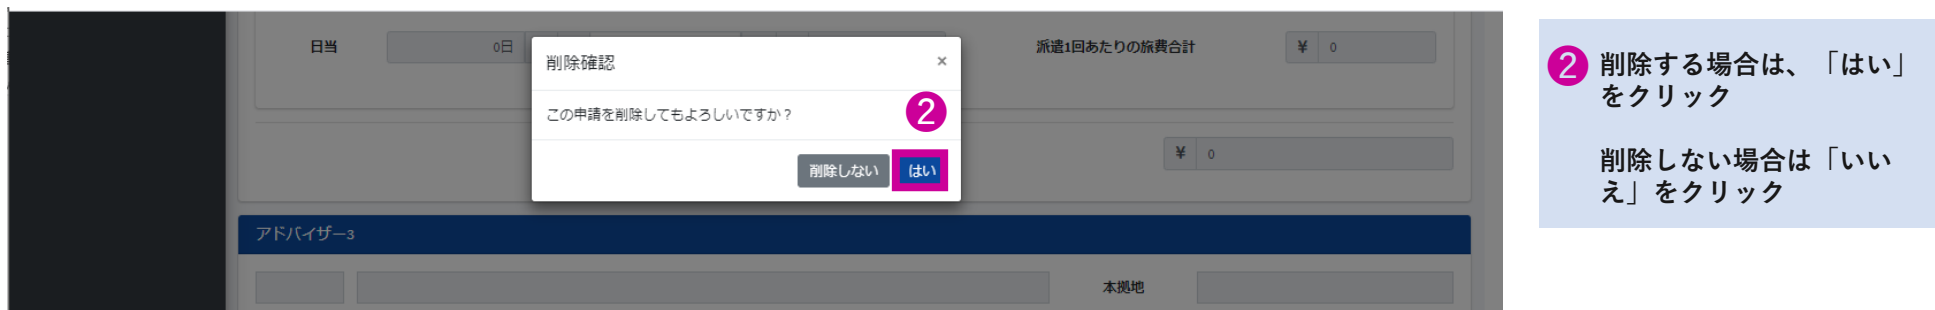 日当
0日
派遣1回あたりの旅費合計
¥ 0
削除確認
×
この申請を削除してもよろしいですか？
2
削除しない
はい
¥ 0
アドバイザー3
本拠地
2 削除する場合は、「はい」
をクリック
削除しない場合は「いい
え」をクリック